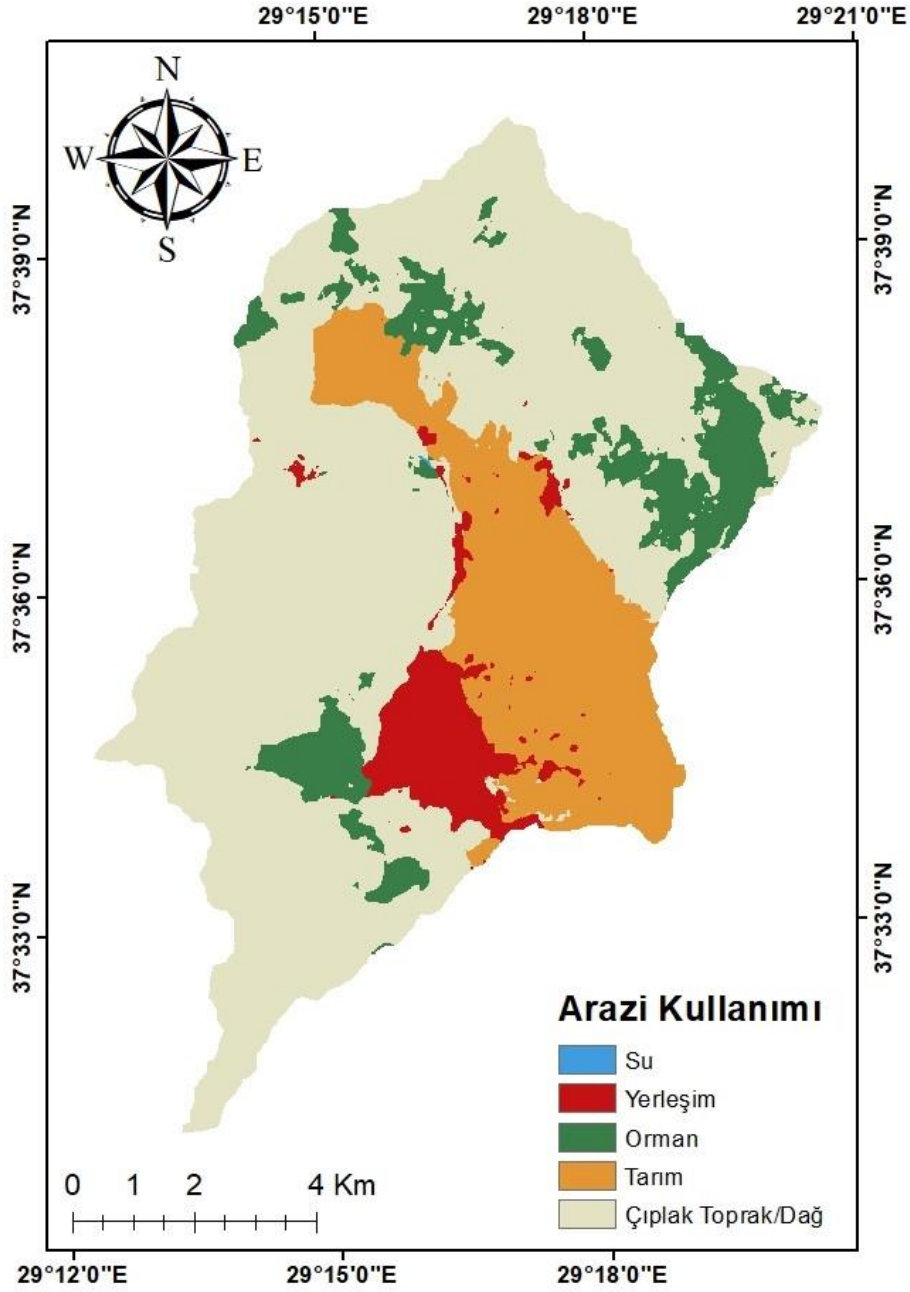 29°15'0"E 29°18'0"E 29°21'0"E
N
W E
S
37°39'0"N 37°39'0"N
37°36'0"N 37°36'0"N
37°33'0"N 37°33'0"N
Arazi Kullanımı
Su
Yerleşim
Orman
Tarım
Çıplak Toprak/Dağ
0 1 2 4 Km
29°12'0"E 29°15'0"E 29°18'0"E